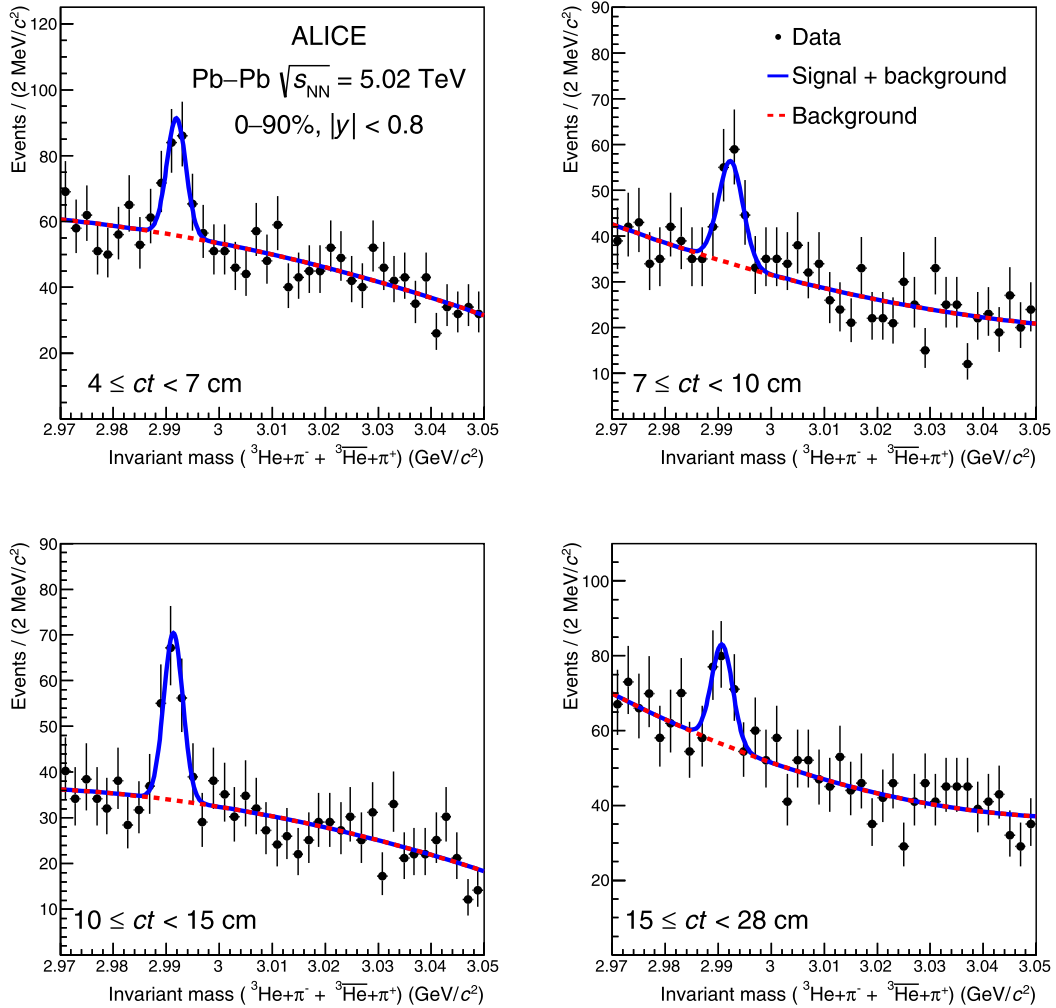 ALICE
Pb–Pb √sNN = 5.02 TeV
0–90%, |y| < 0.8
Events / (2 MeV/c²)
120
100
80
60
40
20
4 ≤ ct < 7 cm
2.97 2.98 2.99 3 3.01 3.02 3.03 3.04 3.05
Invariant mass ( ³He+π⁻ + ³H̅e̅+π⁺) (GeV/c²)
Data
Signal + background
Background
Events / (2 MeV/c²)
90
80
70
60
50
40
30
20
10
7 ≤ ct < 10 cm
2.97 2.98 2.99 3 3.01 3.02 3.03 3.04 3.05
Invariant mass ( ³He+π⁻ + ³H̅e̅+π⁺) (GeV/c²)
Events / (2 MeV/c²)
90
80
70
60
50
40
30
20
10
10 ≤ ct < 15 cm
2.97 2.98 2.99 3 3.01 3.02 3.03 3.04 3.05
Invariant mass ( ³He+π⁻ + ³H̅e̅+π⁺) (GeV/c²)
Events / (2 MeV/c²)
100
80
60
40
20
15 ≤ ct < 28 cm
2.97 2.98 2.99 3 3.01 3.02 3.03 3.04 3.05
Invariant mass ( ³He+π⁻ + ³H̅e̅+π⁺) (GeV/c²)